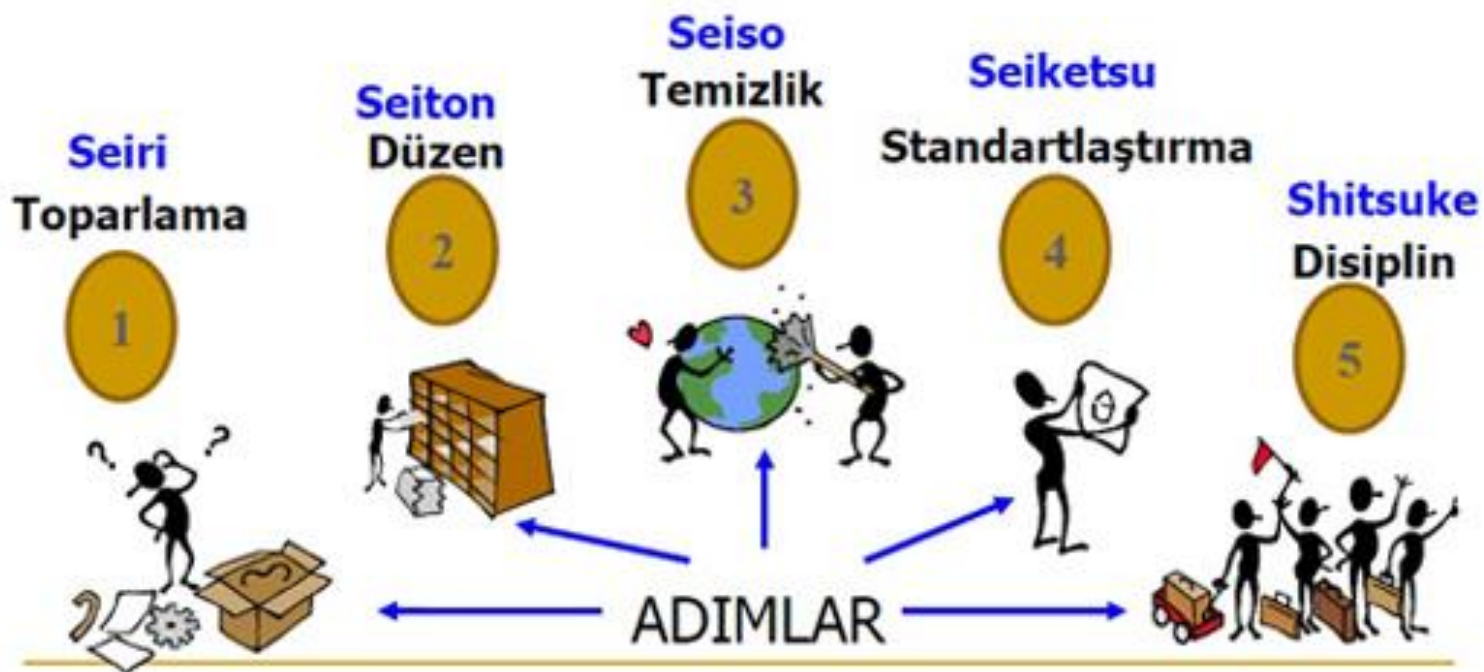 Seiri
Toparlama
1
Seiton
Düzen
2
Seiso
Temizlik
3
Seiketsu
Standartlaştırma
4
Shitsuke
Disiplin
5
ADIMLAR